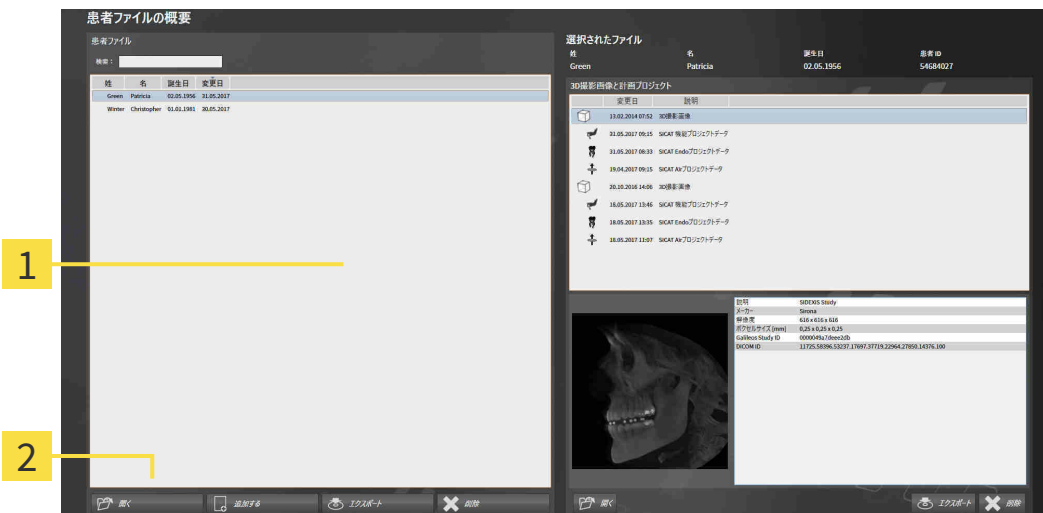 患者ファイルの概要
患者ファイル
検索：
姓 名 誕生日 変更日
Green Patricia 02.05.1956 31.05.2017
Winter Christopher 01.01.1981 30.05.2017
1
2
開く 追加する エクスポート 削除
選択されたファイル
姓 名 誕生日 患者 ID
Green Patricia 02.05.1956 54684027
3D撮影画像と計画プロジェクト
変更日 説明
13.02.2014 07:52 3D撮影画像
31.05.2017 09:15 SICAT 機能プロジェクトデータ
31.05.2017 08:33 SICAT Endoプロジェクトデータ
19.04.2017 09:15 SICAT Airプロジェクトデータ
20.10.2016 14:06 3D撮影画像
18.05.2017 13:46 SICAT 機能プロジェクトデータ
18.05.2017 13:35 SICAT Endoプロジェクトデータ
18.05.2017 11:07 SICAT Airプロジェクトデータ
説明 SIDEXIS Study
メーカー Sirona
解像度 616 x 616 x 616
ボクセルサイズ (mm) 0,25 x 0,25 x 0,25
Galileos Study ID 0000049a7deee2db
DICOM ID 11725.58396.53237.17697.37719.22964.27850.14376.100
開く エクスポート 削除